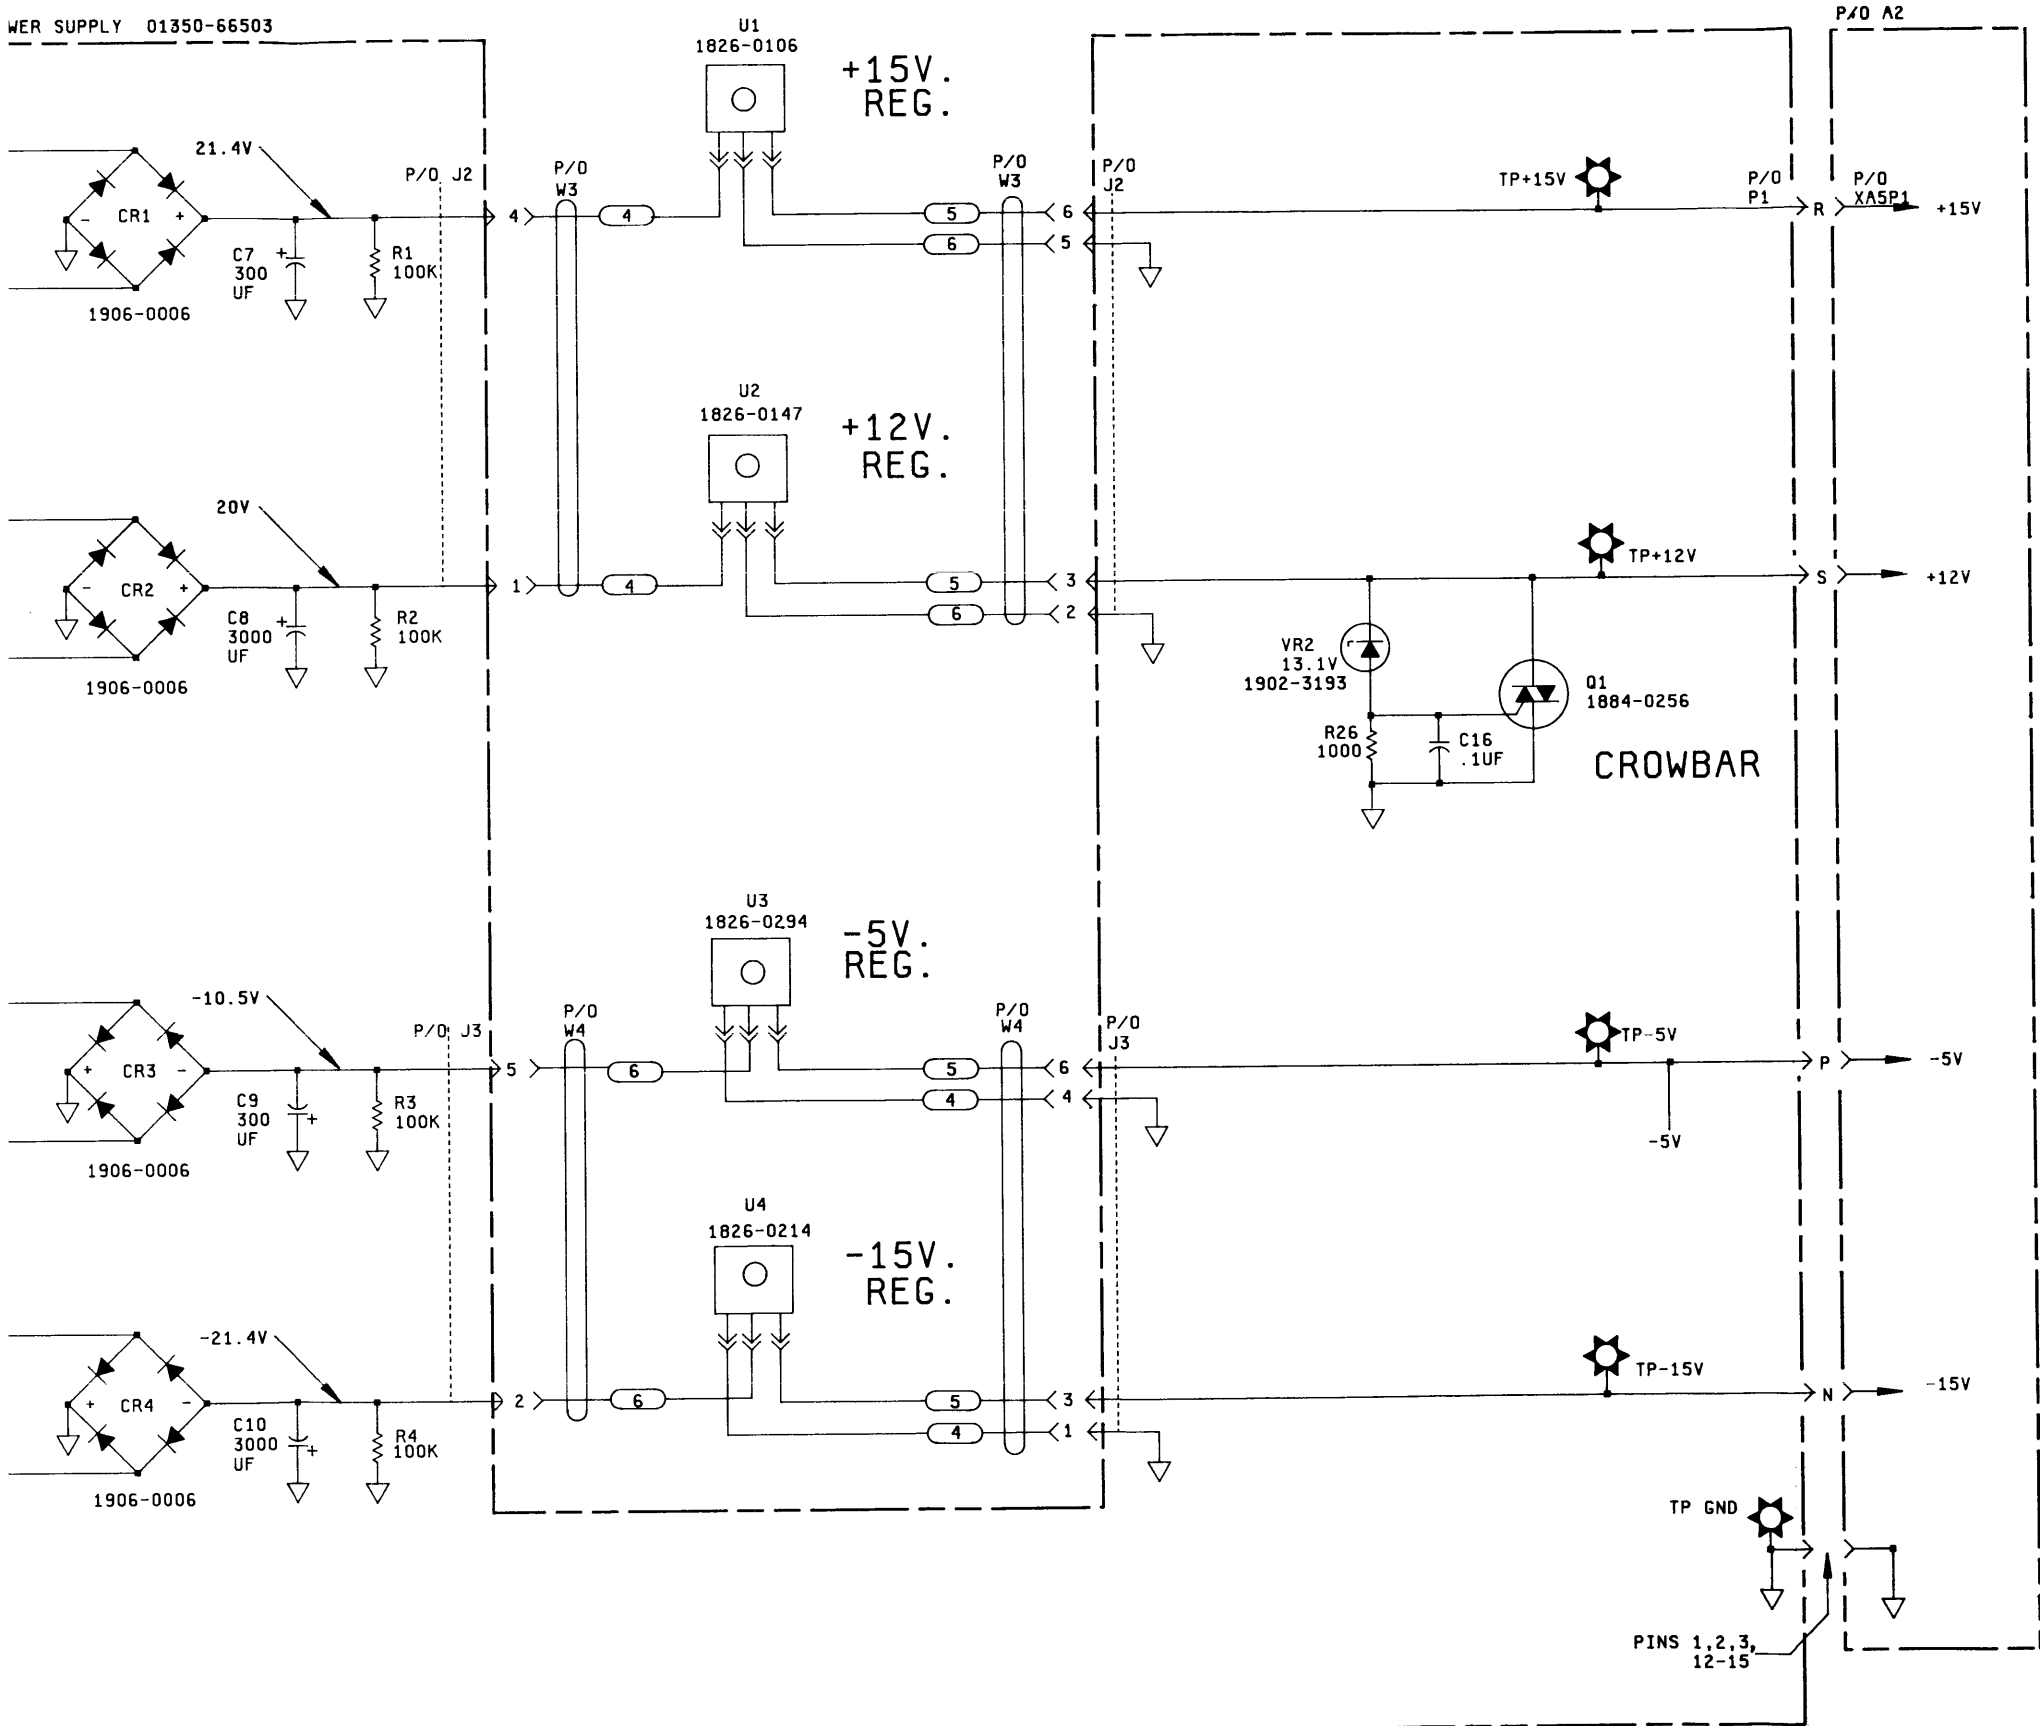 WER SUPPLY 01350-66503
P/O A2
U1
1826-0106
+15V.
REG.
21.4V
P/O J2
P/O
W3
P/O
W3
P/O
J2
TP+15V
P/O
P1
P/O
XA5P1
CR1
- +
4
4
5
6
6
5
R
+15V
C7
300
UF
+
R1
100K
1906-0006
U2
1826-0147
+12V.
REG.
20V
TP+12V
CR2
- +
1
4
5
3
6
2
S
+12V
C8
3000
UF
+
R2
100K
1906-0006
VR2
13.1V
1902-3193
Q1
1884-0256
R26
1000
C16
.1UF
CROWBAR
U3
1826-0294
-5V.
REG.
-10.5V
P/O J3
P/O
W4
P/O
W4
P/O
J3
TP-5V
CR3
+ -
5
6
5
6
4
4
P
-5V
-5V
C9
300
UF
+
R3
100K
1906-0006
U4
1826-0214
-15V.
REG.
-21.4V
TP-15V
CR4
+ -
2
6
5
3
4
1
N
-15V
C10
3000
UF
+
R4
100K
1906-0006
TP GND
PINS 1,2,3,
12-15